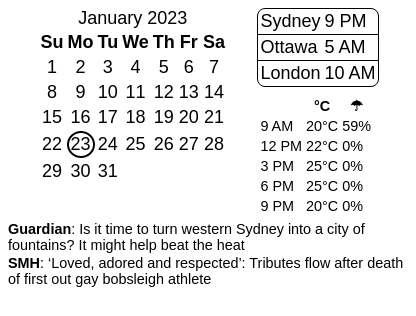 January 2023
Su Mo Tu We Th Fr Sa
1 2 3 4 5 6 7
8 9 10 11 12 13 14
15 16 17 18 19 20 21
22 23 24 25 26 27 28
29 30 31
Sydney 9 PM
Ottawa 5 AM
London 10 AM
°C ☂
9 AM 20°C 59%
12 PM 22°C 0%
3 PM 25°C 0%
6 PM 25°C 0%
9 PM 20°C 0%
Guardian: Is it time to turn western Sydney into a city of
fountains? It might help beat the heat
SMH: ‘Loved, adored and respected’: Tributes flow after death
of first out gay bobsleigh athlete